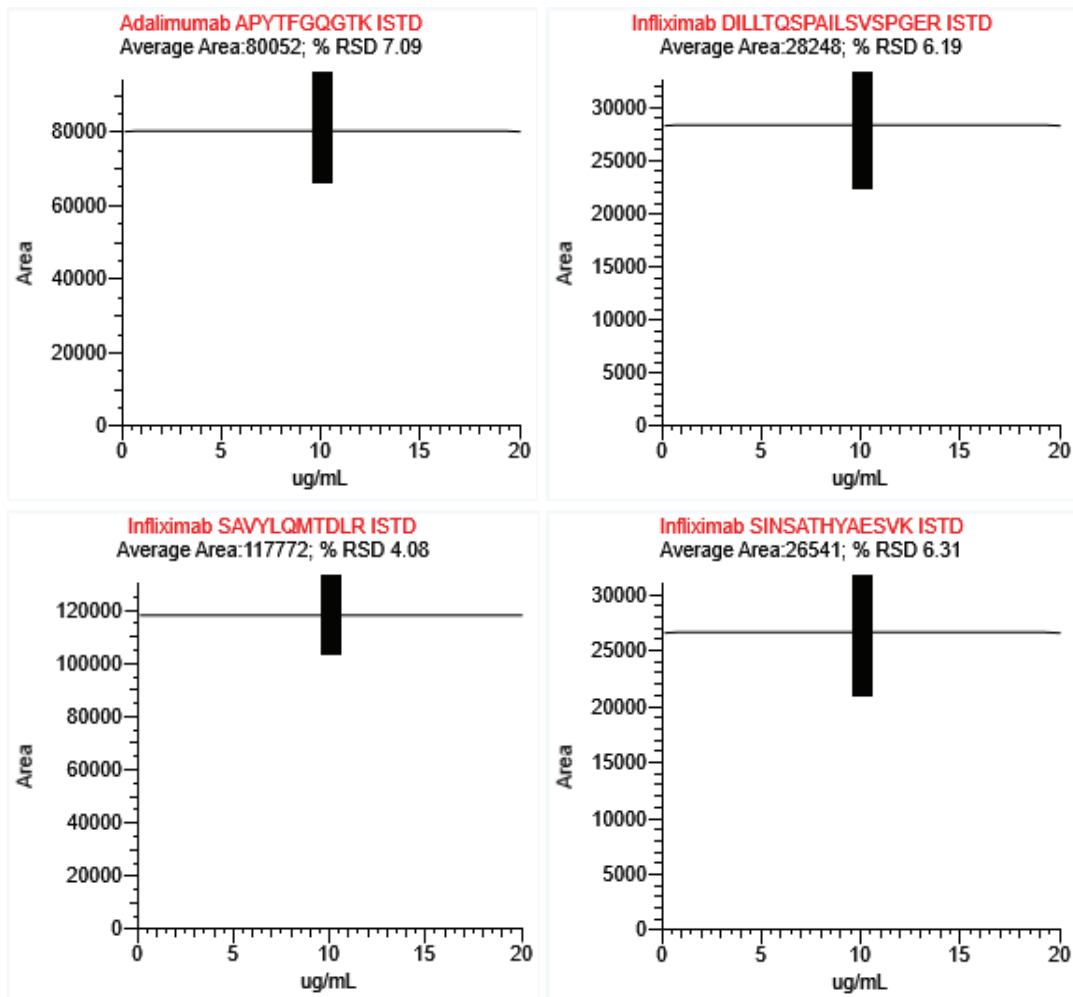 Adalimumab APYTFGQGTK ISTD
Average Area:80052; % RSD 7.09
80000
60000
40000
20000
0
Area
0 5 10 15 20
ug/mL
Infliximab DILLTQSPAILSVSPGER ISTD
Average Area:28248; % RSD 6.19
30000
25000
20000
15000
10000
5000
0
Area
0 5 10 15 20
ug/mL
Infliximab SAVYLQMTDLR ISTD
Average Area:117772; % RSD 4.08
120000
100000
80000
60000
40000
20000
0
Area
0 5 10 15 20
ug/mL
Infliximab SINSATHYAESVK ISTD
Average Area:26541; % RSD 6.31
30000
25000
20000
15000
10000
5000
0
Area
0 5 10 15 20
ug/mL